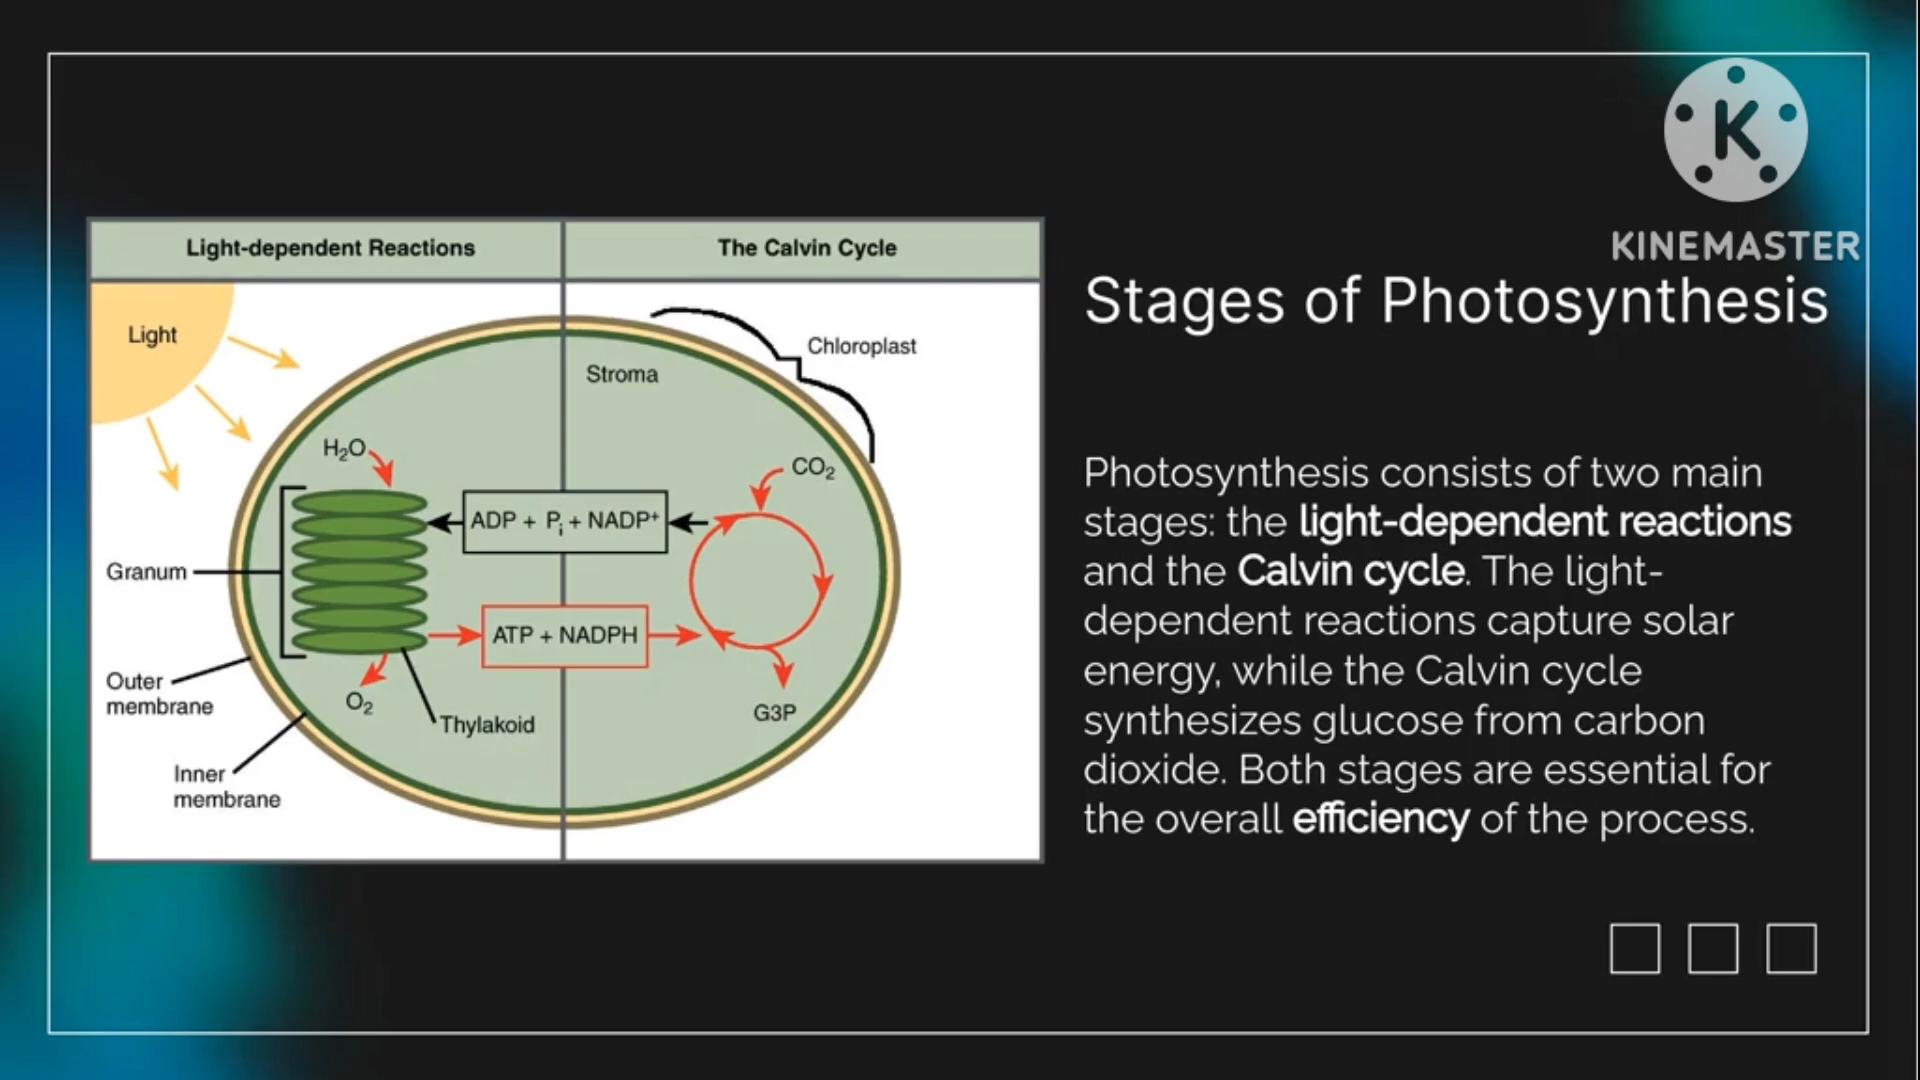 K
KINEMASTER
Stages of Photosynthesis
Light-dependent Reactions
The Calvin Cycle
Light
Chloroplast
Stroma
H₂O
CO₂
ADP + Pᵢ + NADP⁺
Granum
ATP + NADPH
Outer
membrane
O₂
Thylakoid
G3P
Inner
membrane
Photosynthesis consists of two main
stages: the light-dependent reactions
and the Calvin cycle. The light-
dependent reactions capture solar
energy, while the Calvin cycle
synthesizes glucose from carbon
dioxide. Both stages are essential for
the overall efficiency of the process.